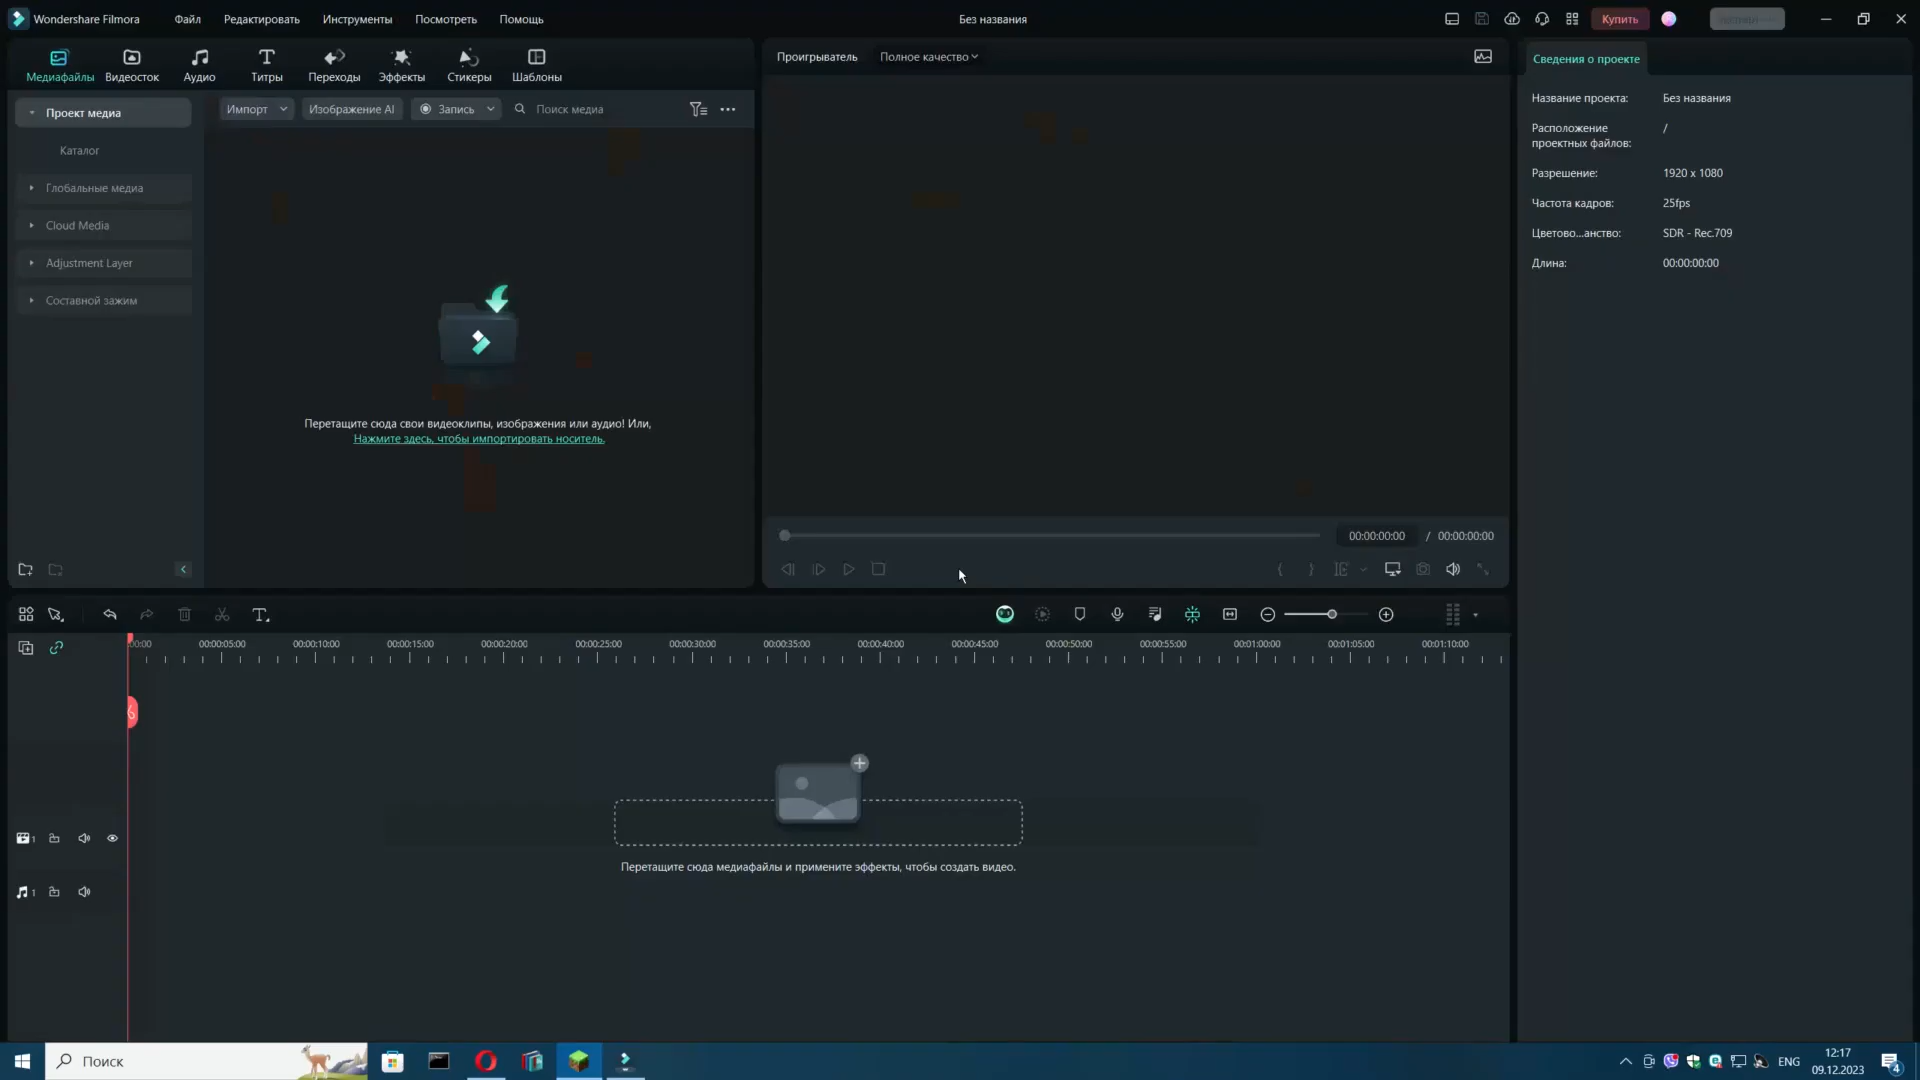 Wondershare Filmora
Файл
Редактировать
Инструменты
Посмотреть
Помощь
Без названия
Купить
Медиафайлы
Видеосток
Аудио
Титры
Переходы
Эффекты
Стикеры
Шаблоны
Проигрыватель
Полное качество
Сведения о проекте
Проект медиа
Каталог
Глобальные медиа
Cloud Media
Adjustment Layer
Составной зажим
Импорт
Изображение AI
Запись
Поиск медиа
Перетащите сюда свои видеоклипы, изображения или аудио! Или,
Нажмите здесь, чтобы импортировать носитель.
00:00:00:00 / 00:00:00:00
Название проекта: Без названия
Расположение /
проектных файлов:
Разрешение: 1920 x 1080
Частота кадров: 25fps
Цветово...анство: SDR - Rec.709
Длина: 00:00:00:00
:00:00 00:00:05:00 00:00:10:00 00:00:15:00 00:00:20:00 00:00:25:00 00:00:30:00 00:00:35:00 00:00:40:00 00:00:45:00 00:00:50:00 00:00:55:00 00:01:00:00 00:01:05:00 00:01:10:00
1
Перетащите сюда медиафайлы и примените эффекты, чтобы создать видео.
1
Поиск
ENG
12:17
09.12.2023
4